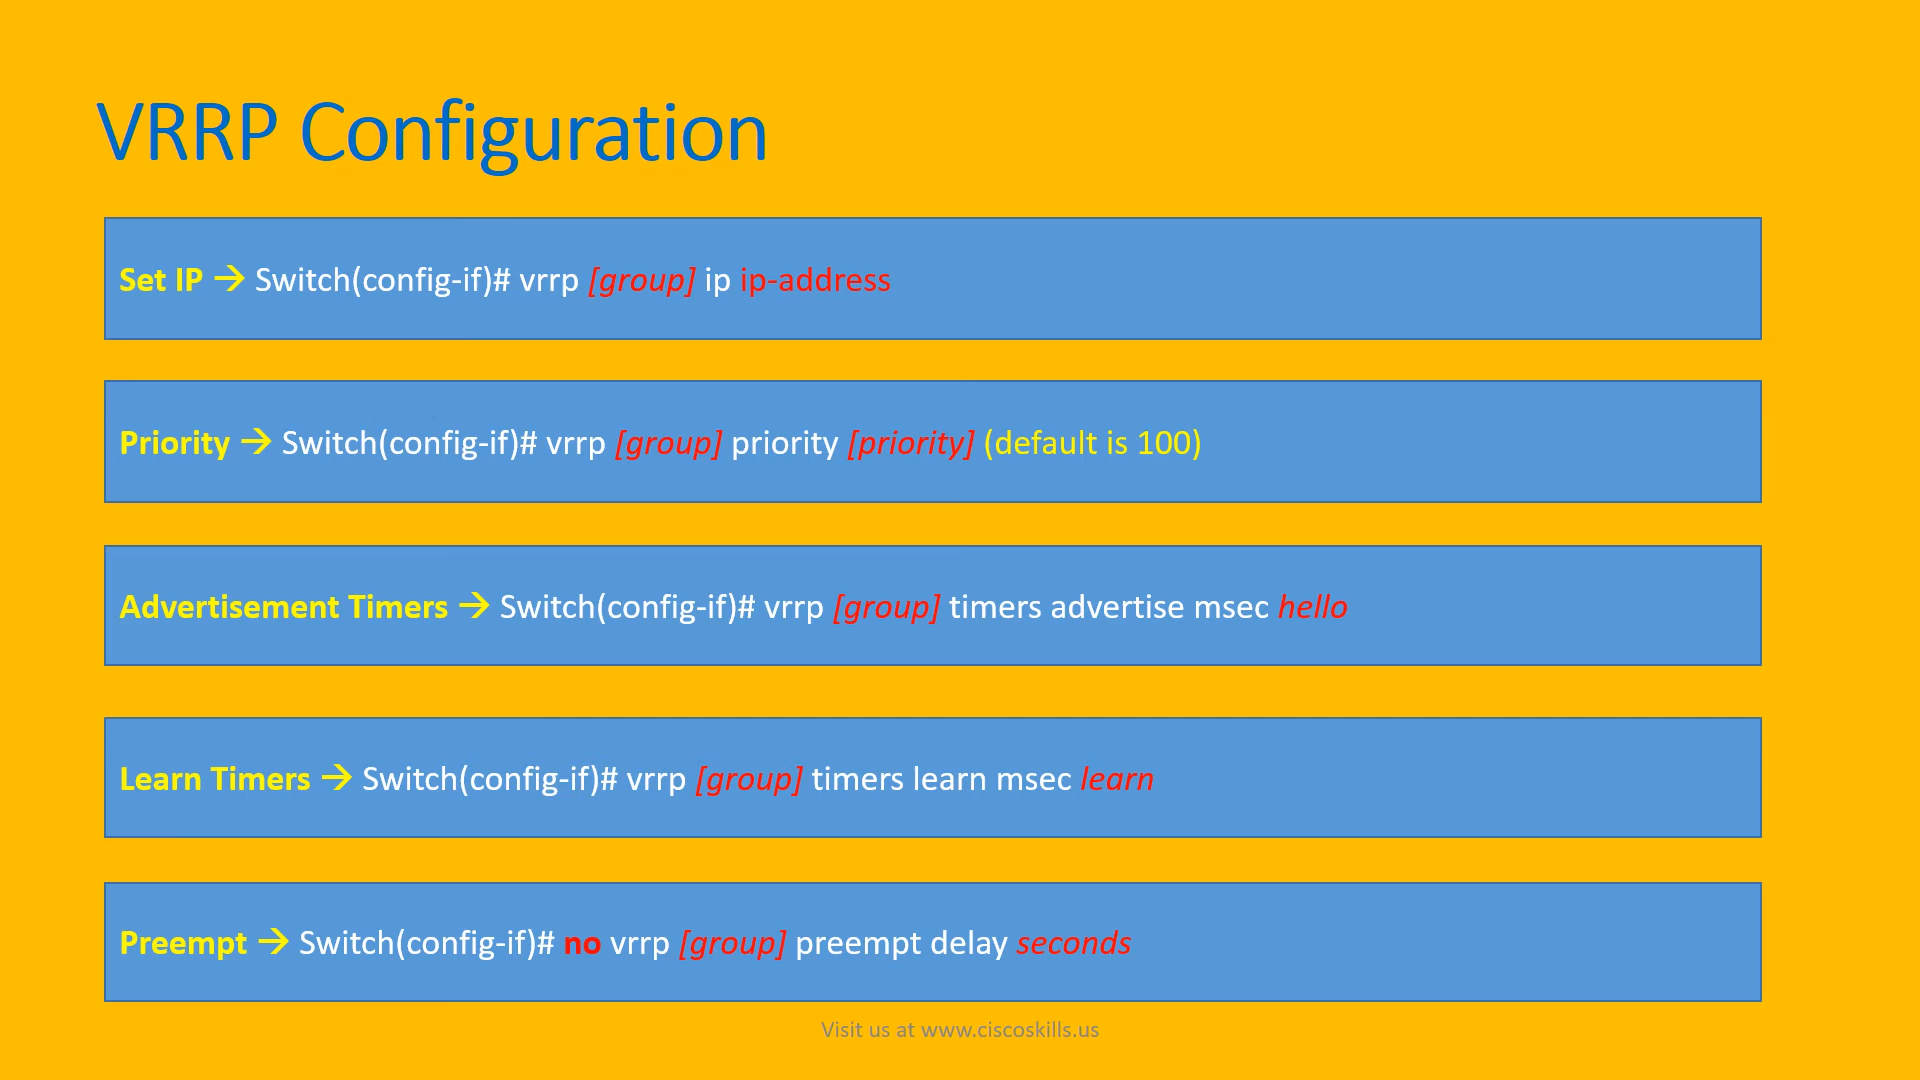 VRRP Configuration
Set IP → Switch(config-if)# vrrp [group] ip ip-address
Priority → Switch(config-if)# vrrp [group] priority [priority] (default is 100)
Advertisement Timers → Switch(config-if)# vrrp [group] timers advertise msec hello
Learn Timers → Switch(config-if)# vrrp [group] timers learn msec learn
Preempt → Switch(config-if)# no vrrp [group] preempt delay seconds
Visit us at www.ciscoskills.us